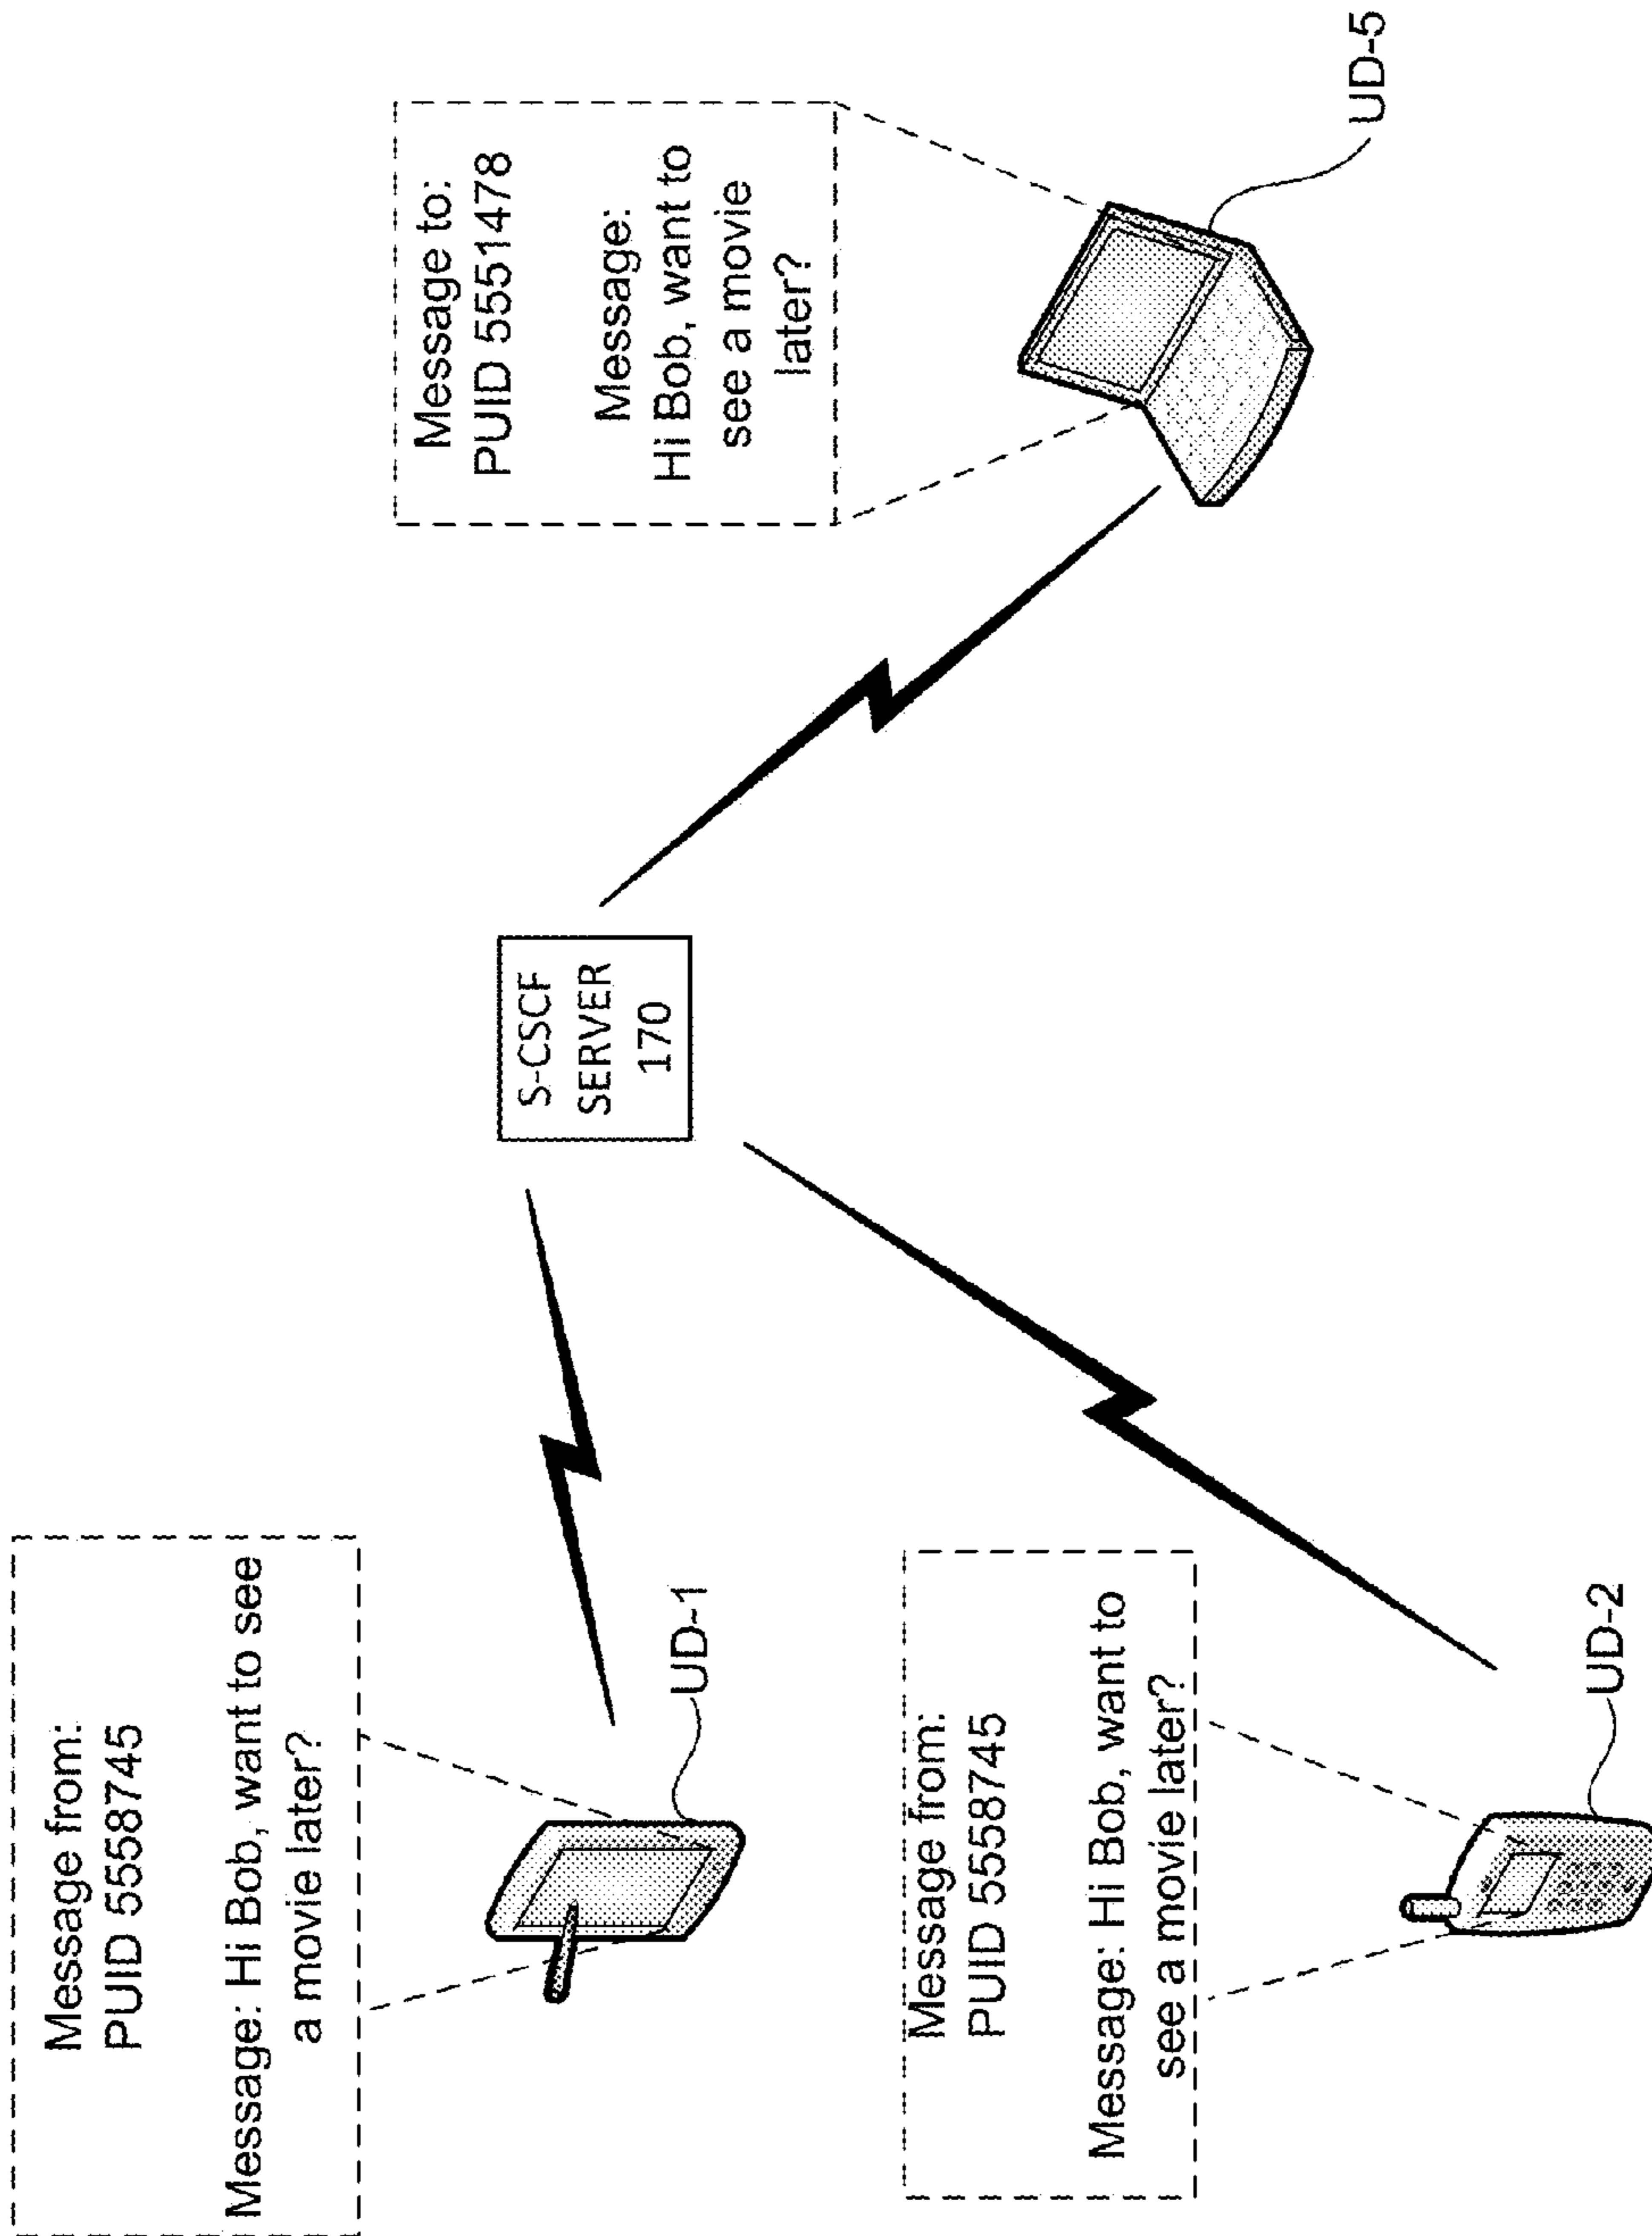 Message from:
PUID 5558745
Message: Hi Bob, want to see
a movie later?
UD-1
Message from:
PUID 5558745
Message: Hi Bob, want to
see a movie later?
UD-2
S-CSCF
SERVER
170
Message to:
PUID 5551478
Message:
Hi Bob, want to
see a movie
later?
UD-5